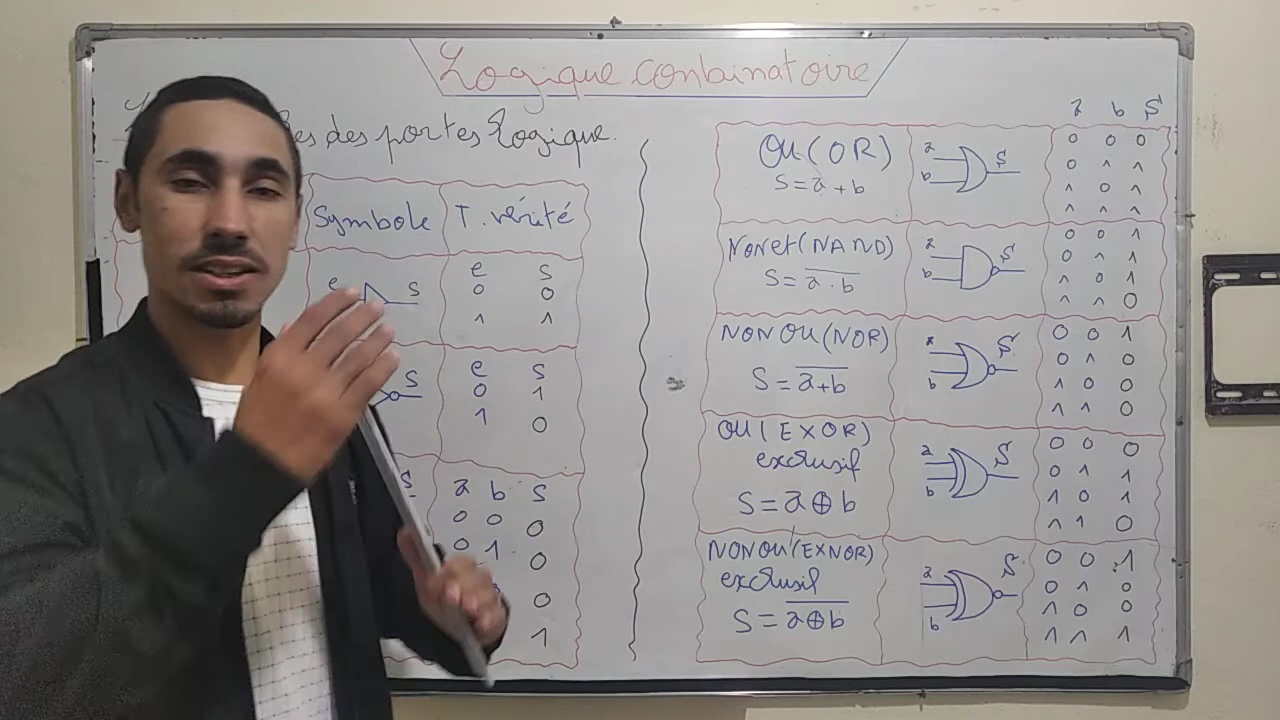 Logique conbinatoire
des portes Logique.
Symbole T. vérité
e S e S
0 0
1 1
S e S
0 1
1 0
S a b S
0 0 0
0 1 0
0
1
a b S
OU (OR) a S 0 0 0
S = a + b b 0 1 1
1 0 1
1 1 1
Non et (NAND) a S 0 0 1
S = \overline{a . b} b 0 1 1
1 0 1
1 1 0
NON OU (NOR) a S 0 0 1
S = \overline{a+b} b 0 1 0
1 0 0
1 1 0
OU (EXOR) a S 0 0 0
exclusif b 0 1 1
S = a ⊕ b 1 0 1
1 1 0
NON OU (EXNOR) a S 0 0 1
exclusif b 0 1 0
S = \overline{a⊕b} 1 0 0
1 1 1